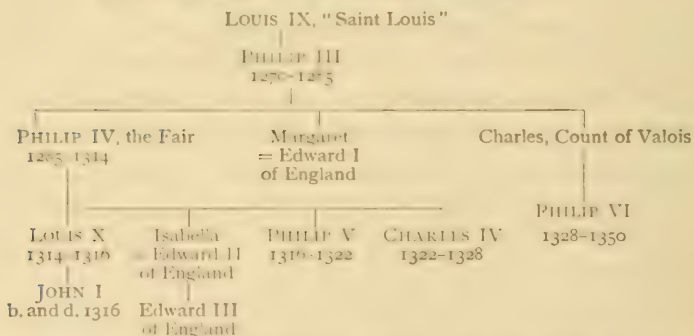 LOUIS IX, "Saint Louis"
PHILIP III
1270-1285
PHILIP IV, the Fair
1285-1314
Margaret
= Edward I
of England
Charles, Count of Valois
PHILIP VI
1328-1350
LOUIS X
1314-1316
Isabella
= Edward II
of England
PHILIP V
1316-1322
CHARLES IV
1322-1328
JOHN I
b. and d. 1316
Edward III
of England